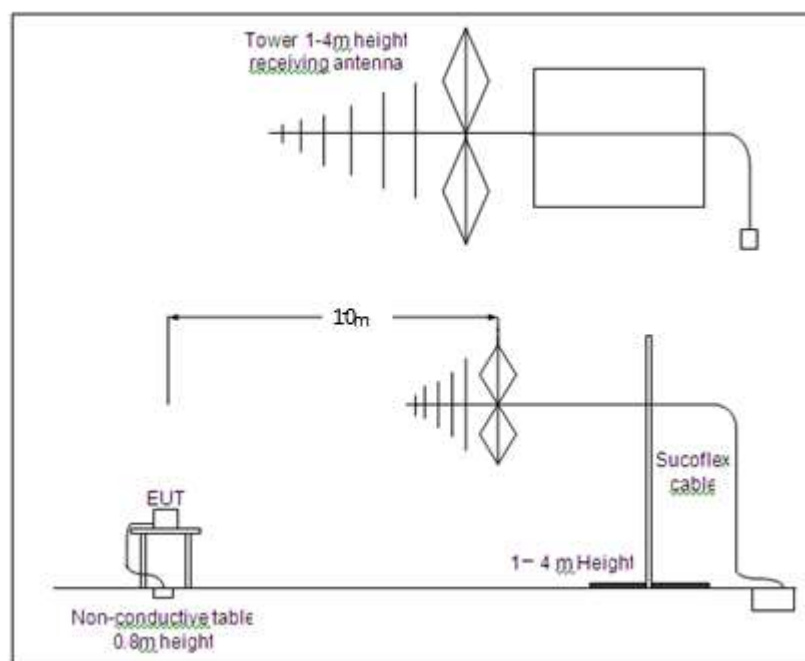 Tower 1-4m height
receiving antenna
10m
EUT
Sucoflex
cable
1– 4 m Height
Non-conductive table
0.8m height